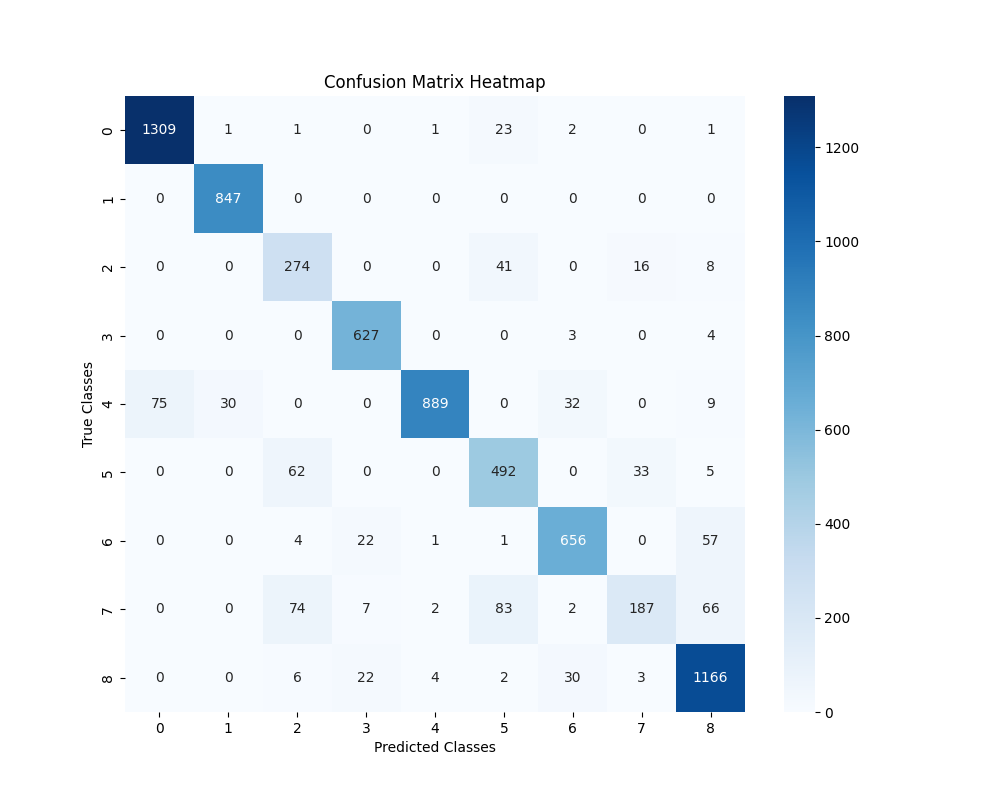 Confusion Matrix Heatmap
0 1309 1 1 0 1 23 2 0 1
1 0 847 0 0 0 0 0 0 0
2 0 0 274 0 0 41 0 16 8
3 0 0 0 627 0 0 3 0 4
4 75 30 0 0 889 0 32 0 9
5 0 0 62 0 0 492 0 33 5
6 0 0 4 22 1 1 656 0 57
7 0 0 74 7 2 83 2 187 66
8 0 0 6 22 4 2 30 3 1166
0 1 2 3 4 5 6 7 8
True Classes
Predicted Classes
1200
1000
800
600
400
200
0